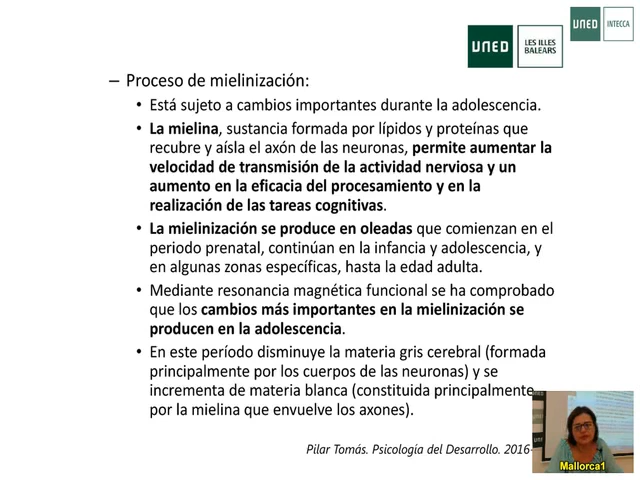 UNED
INTECCA
UNED
LES ILLES
BALEARS
– Proceso de mielinización:
• Está sujeto a cambios importantes durante la adolescencia.
• La mielina, sustancia formada por lípidos y proteínas que
recubre y aísla el axón de las neuronas, permite aumentar la
velocidad de transmisión de la actividad nerviosa y un
aumento en la eficacia del procesamiento y en la
realización de las tareas cognitivas.
• La mielinización se produce en oleadas que comienzan en el
periodo prenatal, continúan en la infancia y adolescencia, y
en algunas zonas específicas, hasta la edad adulta.
• Mediante resonancia magnética funcional se ha comprobado
que los cambios más importantes en la mielinización se
producen en la adolescencia.
• En este período disminuye la materia gris cerebral (formada
principalmente por los cuerpos de las neuronas) y se
incrementa de materia blanca (constituida principalmente
por la mielina que envuelve los axones).
Pilar Tomás. Psicología del Desarrollo. 2016-
Mallorca1